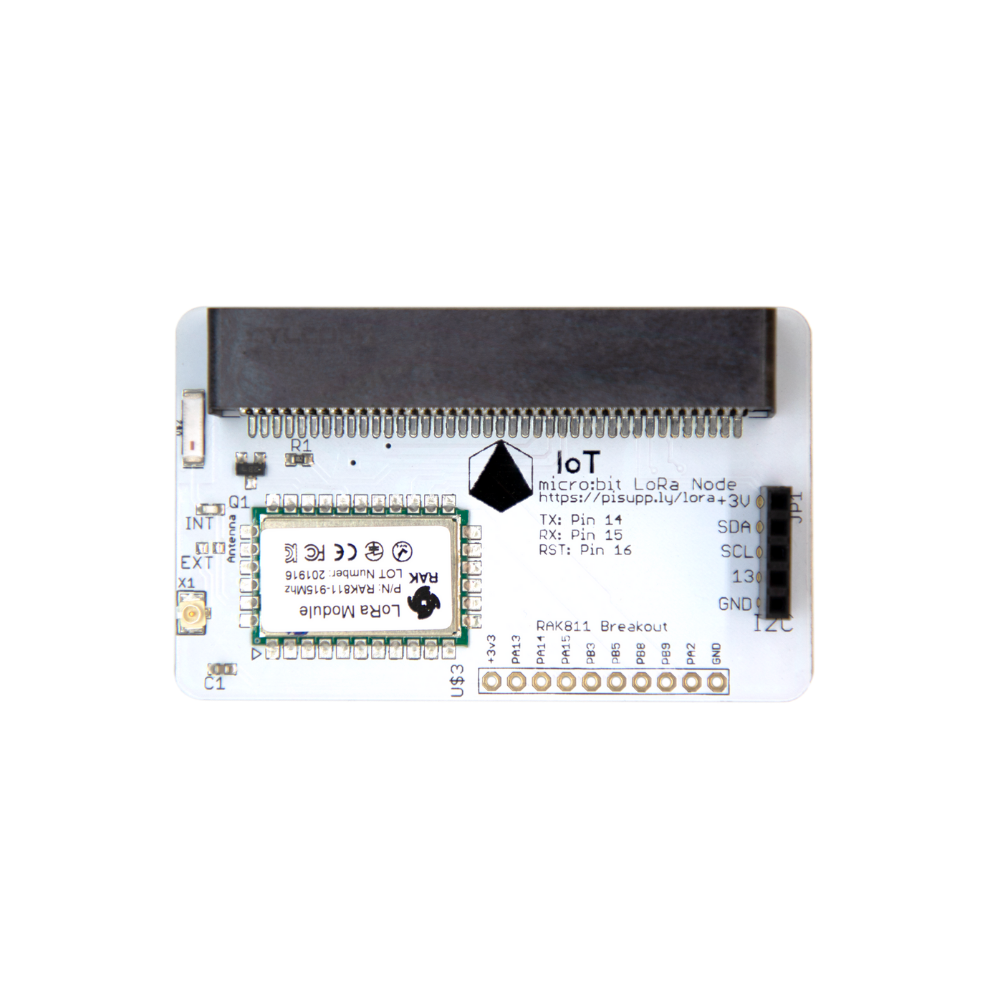 R1
IoT
micro:bit LoRa Node
https://pisupp.ly/lora
TX: Pin 14
RX: Pin 15
RST: Pin 16
+3V
SDA
SCL
13
GND
JP1
I2C
Q1
INT
Antenna
EXT
X1
C1
LoRa Module
RAK
P/N: RAK811-915Mhz
LOT Number: 201916
FC CE
U$3
RAK811 Breakout
+3v3 PA13 PA14 PA15 PB3 PB5 PB8 PB9 PA2 GND